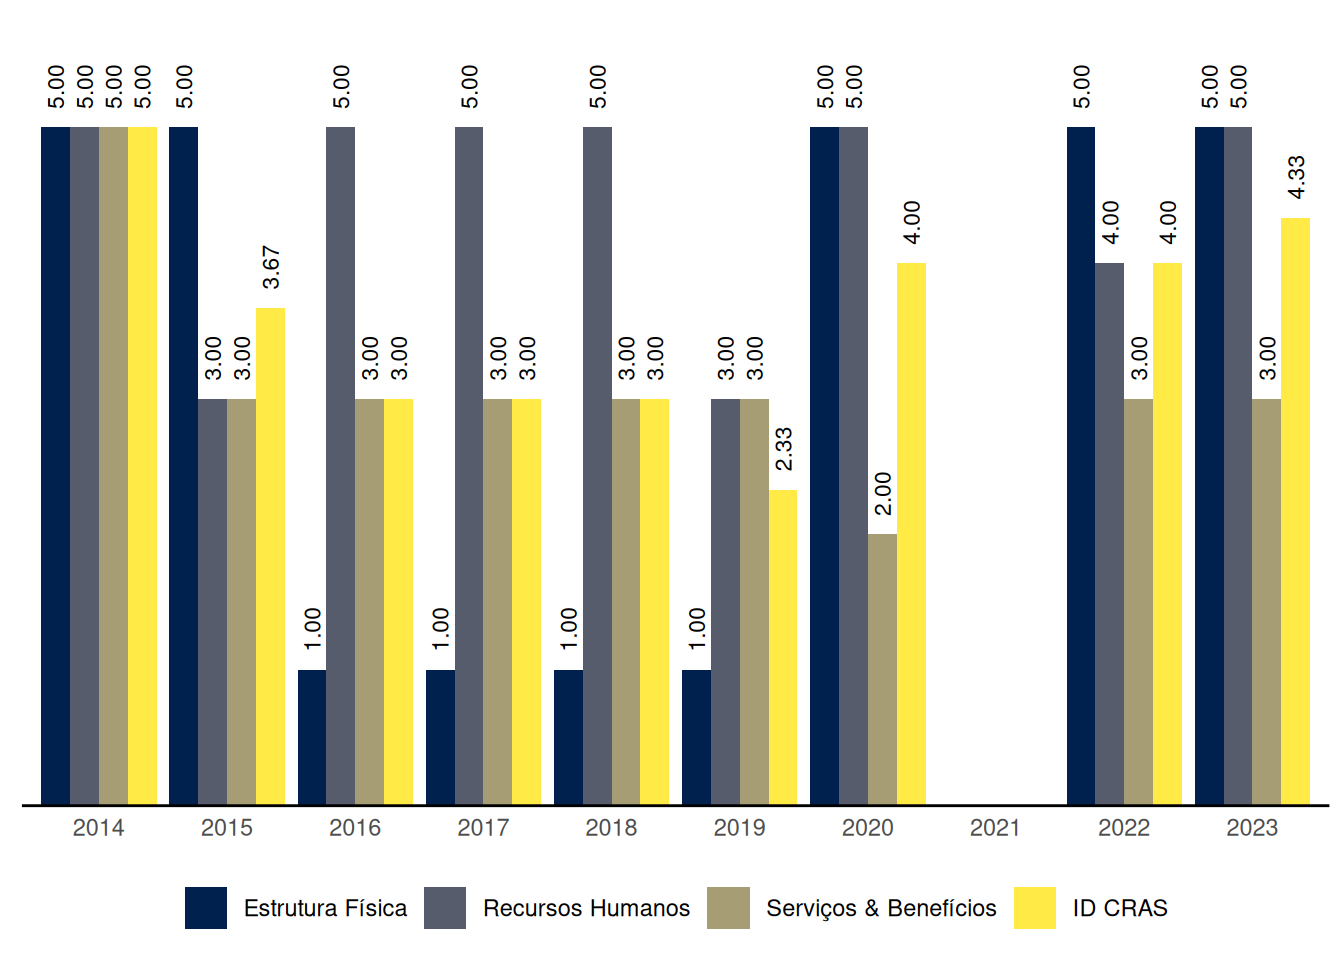 5.00 5.00 5.00 5.00 5.00 3.00 3.00 3.67 1.00 5.00 3.00 3.00 1.00 5.00 3.00 3.00 1.00 5.00 3.00 3.00 1.00 3.00 3.00 2.33 5.00 5.00 2.00 4.00 5.00 4.00 3.00 4.00 5.00 5.00 3.00 4.33
2014 2015 2016 2017 2018 2019 2020 2021 2022 2023
Estrutura Física Recursos Humanos Serviços & Benefícios ID CRAS